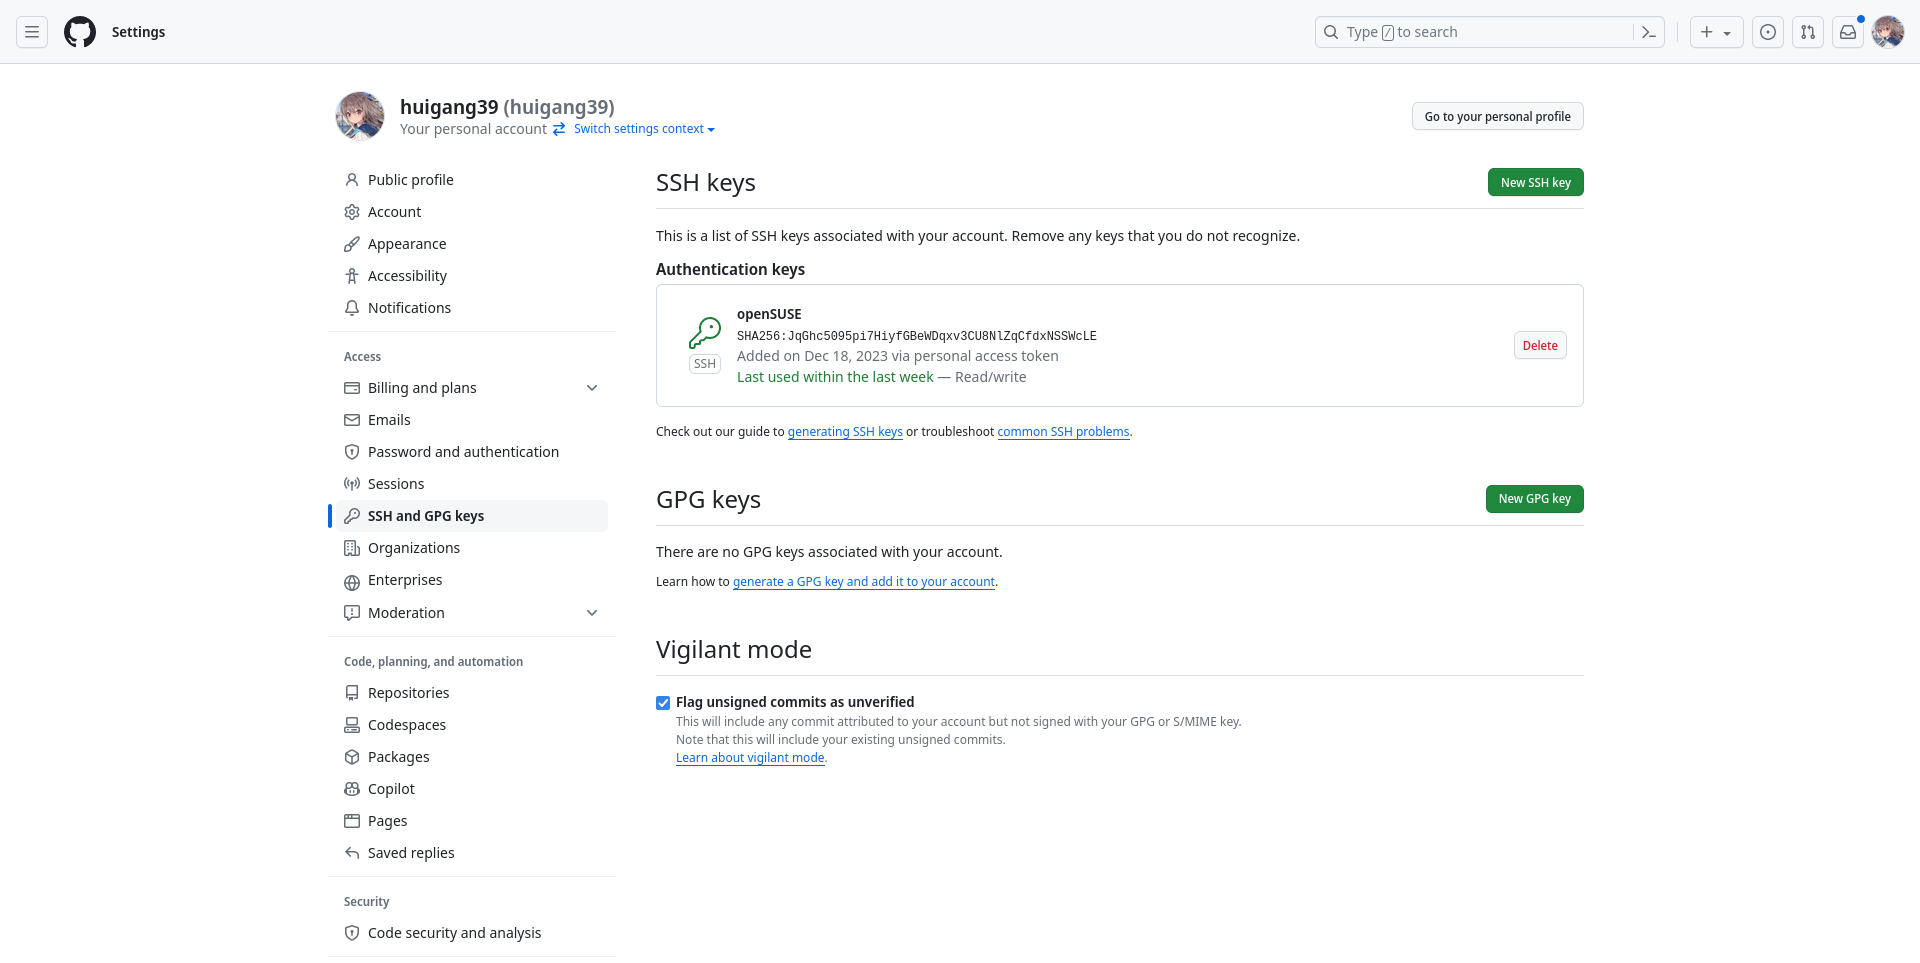 Settings
Type / to search
huigang39 (huigang39)
Your personal account Switch settings context
Go to your personal profile
Public profile
Account
Appearance
Accessibility
Notifications
Access
Billing and plans
Emails
Password and authentication
Sessions
SSH and GPG keys
Organizations
Enterprises
Moderation
Code, planning, and automation
Repositories
Codespaces
Packages
Copilot
Pages
Saved replies
Security
Code security and analysis
SSH keys
New SSH key
This is a list of SSH keys associated with your account. Remove any keys that you do not recognize.
Authentication keys
openSUSE
SHA256:JqGhc5095pi7HiyfGBeWDqxv3CU8NlZqCfdxNSSWcLE
Added on Dec 18, 2023 via personal access token
Last used within the last week — Read/write
SSH
Delete
Check out our guide to generating SSH keys or troubleshoot common SSH problems.
GPG keys
New GPG key
There are no GPG keys associated with your account.
Learn how to generate a GPG key and add it to your account.
Vigilant mode
Flag unsigned commits as unverified
This will include any commit attributed to your account but not signed with your GPG or S/MIME key.
Note that this will include your existing unsigned commits.
Learn about vigilant mode.